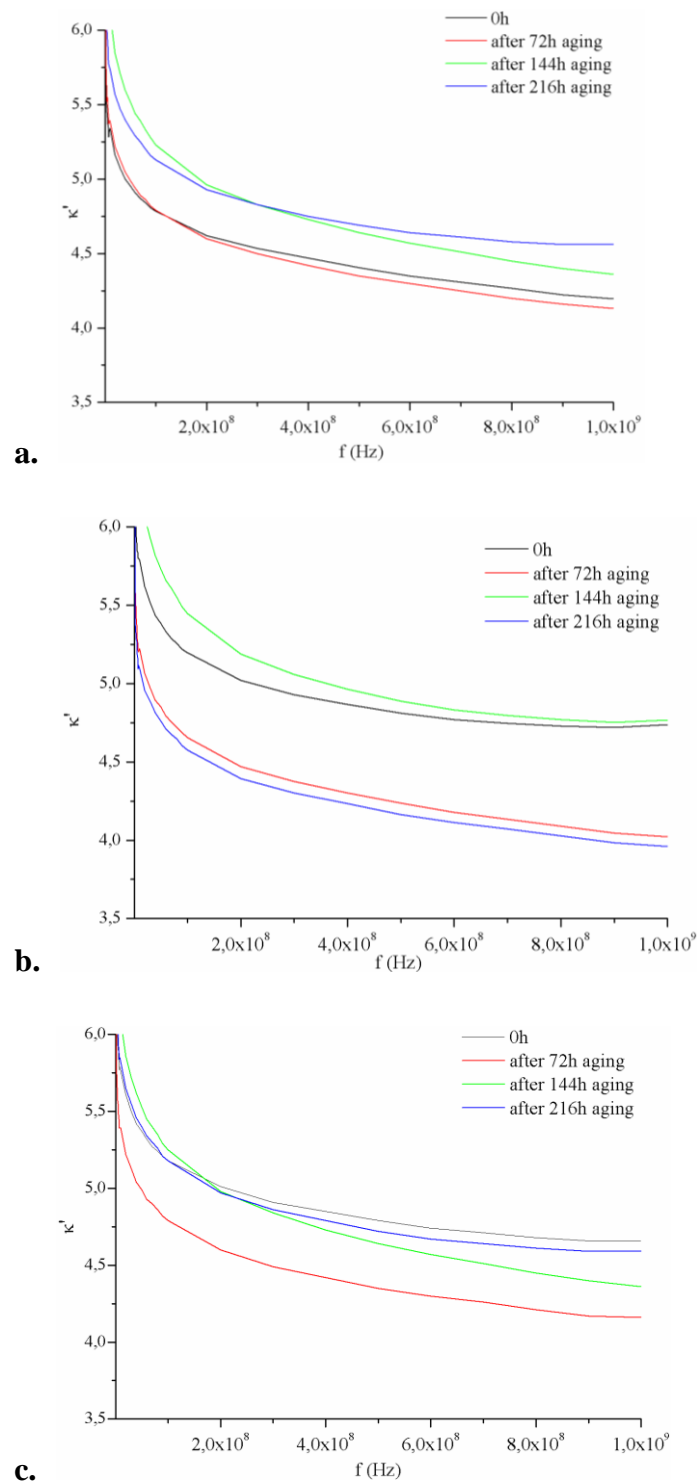 6,0
5,5
5,0
4,5
4,0
3,5
κ'
0h
after 72h aging
after 144h aging
after 216h aging
2,0x10⁸
4,0x10⁸
6,0x10⁸
8,0x10⁸
1,0x10⁹
f (Hz)
a.
6,0
5,5
5,0
4,5
4,0
3,5
κ'
0h
after 72h aging
after 144h aging
after 216h aging
2,0x10⁸
4,0x10⁸
6,0x10⁸
8,0x10⁸
1,0x10⁹
f (Hz)
b.
6,0
5,5
5,0
4,5
4,0
3,5
κ'
0h
after 72h aging
after 144h aging
after 216h aging
2,0x10⁸
4,0x10⁸
6,0x10⁸
8,0x10⁸
1,0x10⁹
f (Hz)
c.